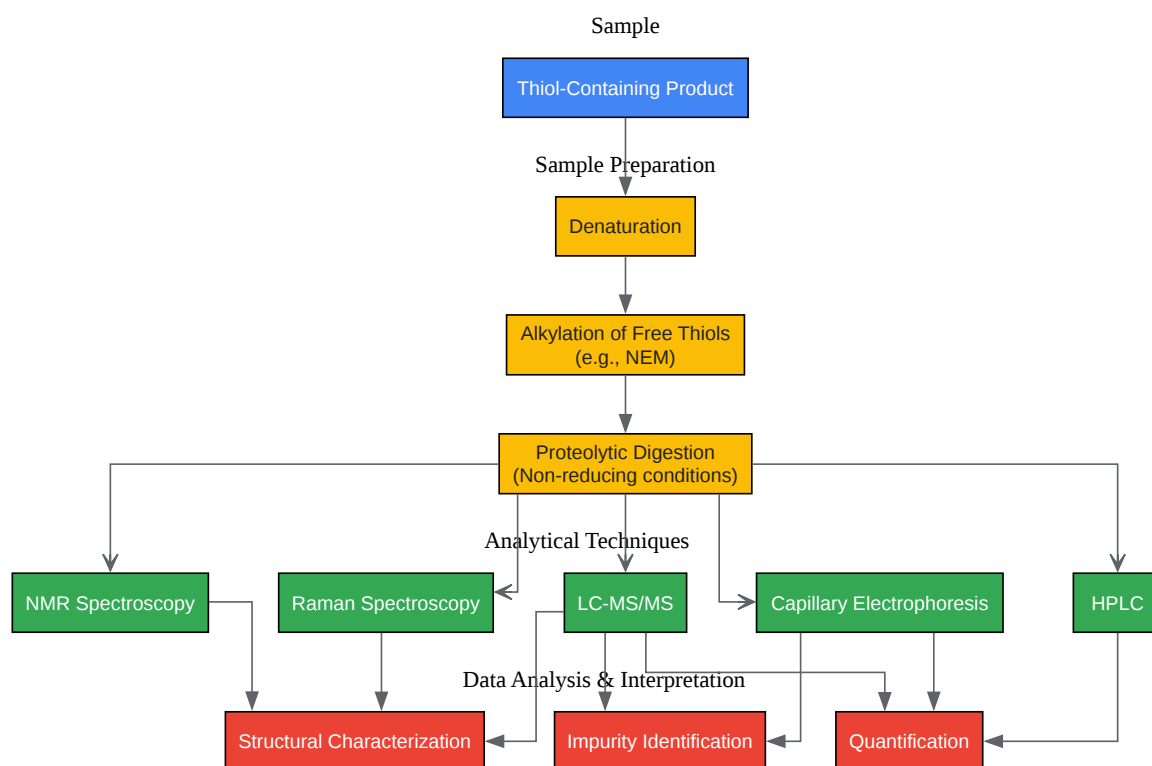 Sample
Thiol-Containing Product
Sample Preparation
Denaturation
Alkylation of Free Thiols
(e.g., NEM)
Proteolytic Digestion
(Non-reducing conditions)
Analytical Techniques
NMR Spectroscopy
Raman Spectroscopy
LC-MS/MS
Capillary Electrophoresis
HPLC
Data Analysis & Interpretation
Structural Characterization
Impurity Identification
Quantification